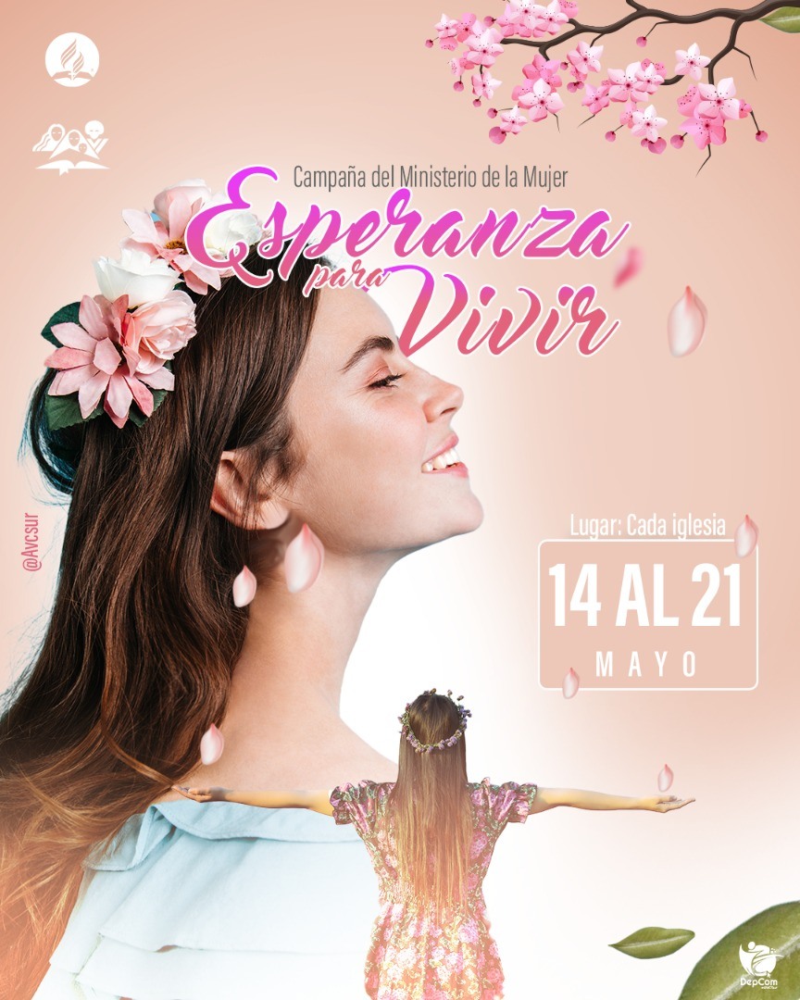 Campaña del Ministerio de la Mujer
Esperanza
para
Vivir
@Avcsur
Lugar: Cada iglesia
14 AL 21
MAYO
DepCom